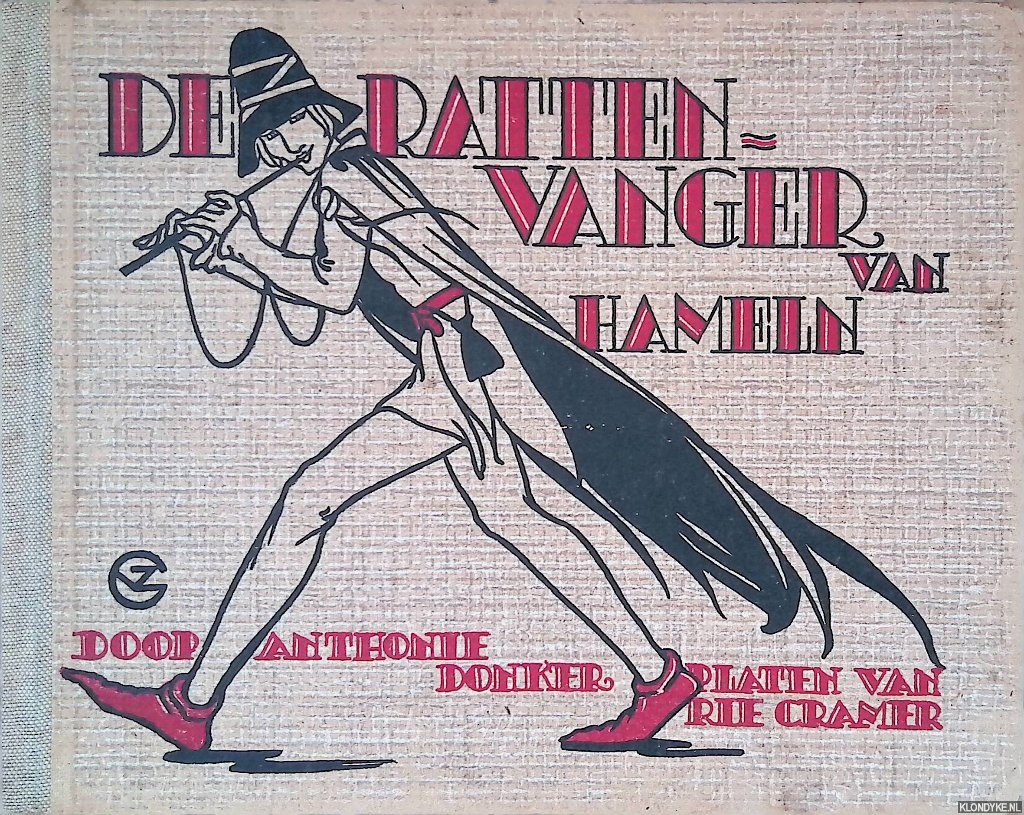 DE RATTEN=
VANGER
VAN
HAMELN
DOOR ANTHONIE
DONKER
PLATEN VAN
RIE CRAMER
KLONDYKE.NL